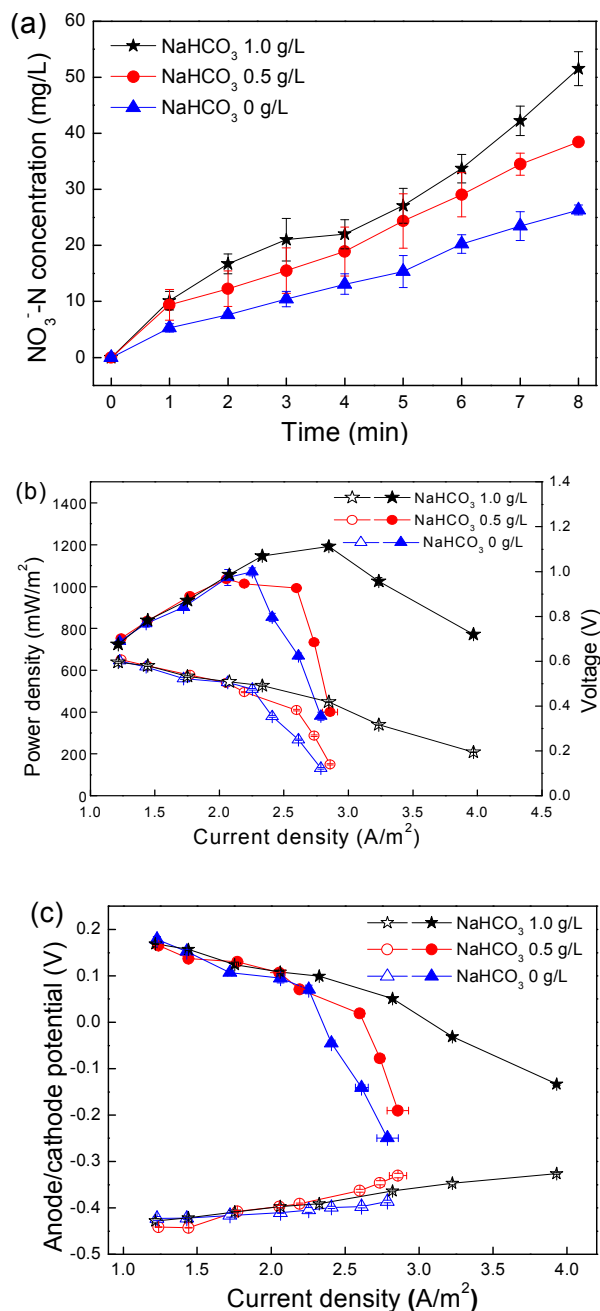 (a)
60
50
40
30
20
10
0
NO₃⁻-N concentration (mg/L)
NaHCO₃ 1.0 g/L
NaHCO₃ 0.5 g/L
NaHCO₃ 0 g/L
0 1 2 3 4 5 6 7 8
Time (min)
(b)
1400
1200
1000
800
600
400
200
0
Power density (mW/m²)
NaHCO₃ 1.0 g/L
NaHCO₃ 0.5 g/L
NaHCO₃ 0 g/L
1.4
1.2
1.0
0.8
0.6
0.4
0.2
0.0
Voltage (V)
1.0 1.5 2.0 2.5 3.0 3.5 4.0 4.5
Current density (A/m²)
(c)
0.2
0.1
0.0
-0.1
-0.2
-0.3
-0.4
-0.5
Anode/cathode potential (V)
NaHCO₃ 1.0 g/L
NaHCO₃ 0.5 g/L
NaHCO₃ 0 g/L
1.0 1.5 2.0 2.5 3.0 3.5 4.0
Current density (A/m²)